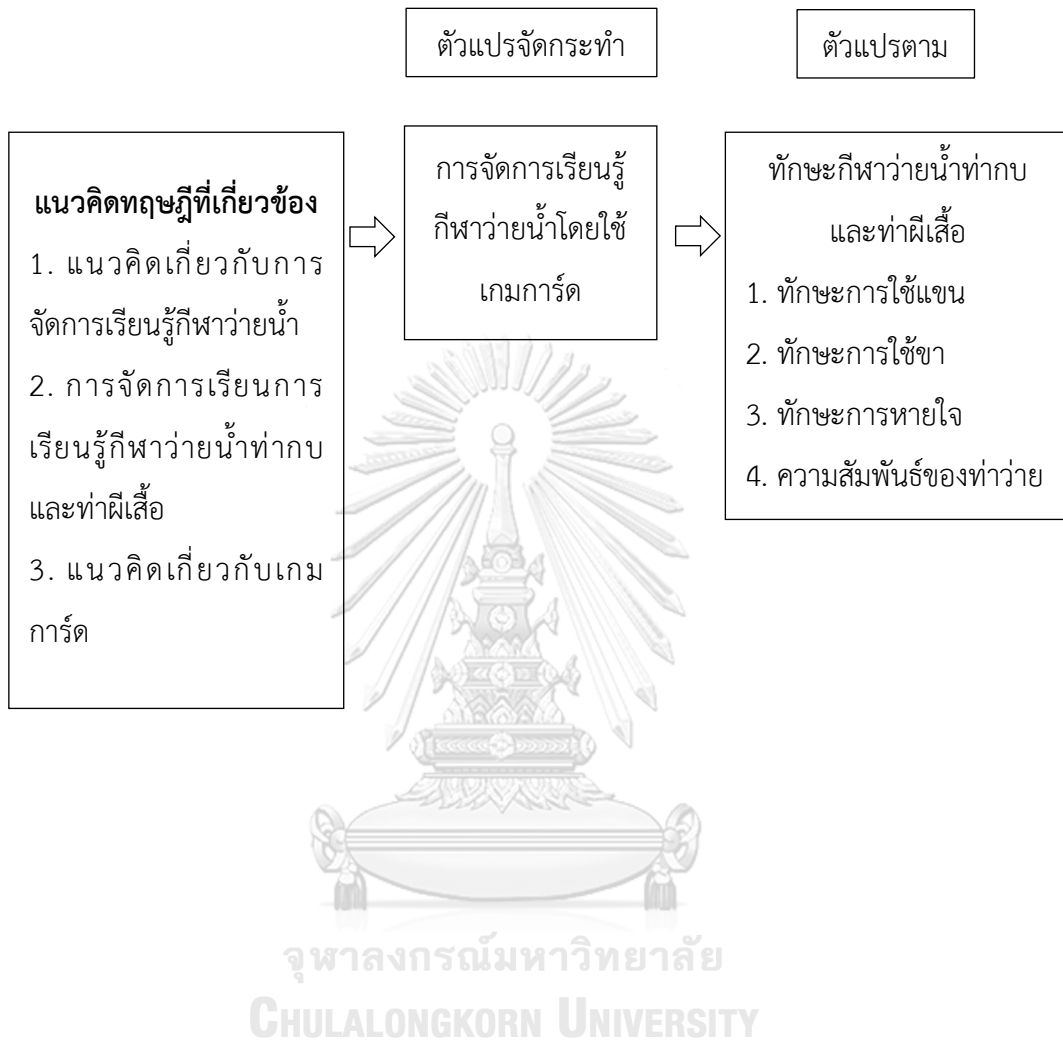 ตัวแปรจัดกระทำ
ตัวแปรตาม
แนวคิดทฤษฎีที่เกี่ยวข้อง
1. แนวคิดเกี่ยวกับการ
จัดการเรียนรู้กีฬาว่ายน้ำ
2. การจัดการเรียนการ
เรียนรู้กีฬาว่ายน้ำท่ากบ
และท่าผีเสื้อ
3. แนวคิดเกี่ยวกับเกม
การ์ด
การจัดการเรียนรู้
กีฬาว่ายน้ำโดยใช้
เกมการ์ด
ทักษะกีฬาว่ายน้ำท่ากบ
และท่าผีเสื้อ
1. ทักษะการใช้แขน
2. ทักษะการใช้ขา
3. ทักษะการหายใจ
4. ความสัมพันธ์ของท่าว่าย
จุฬาลงกรณ์มหาวิทยาลัย
CHULALONGKORN UNIVERSITY